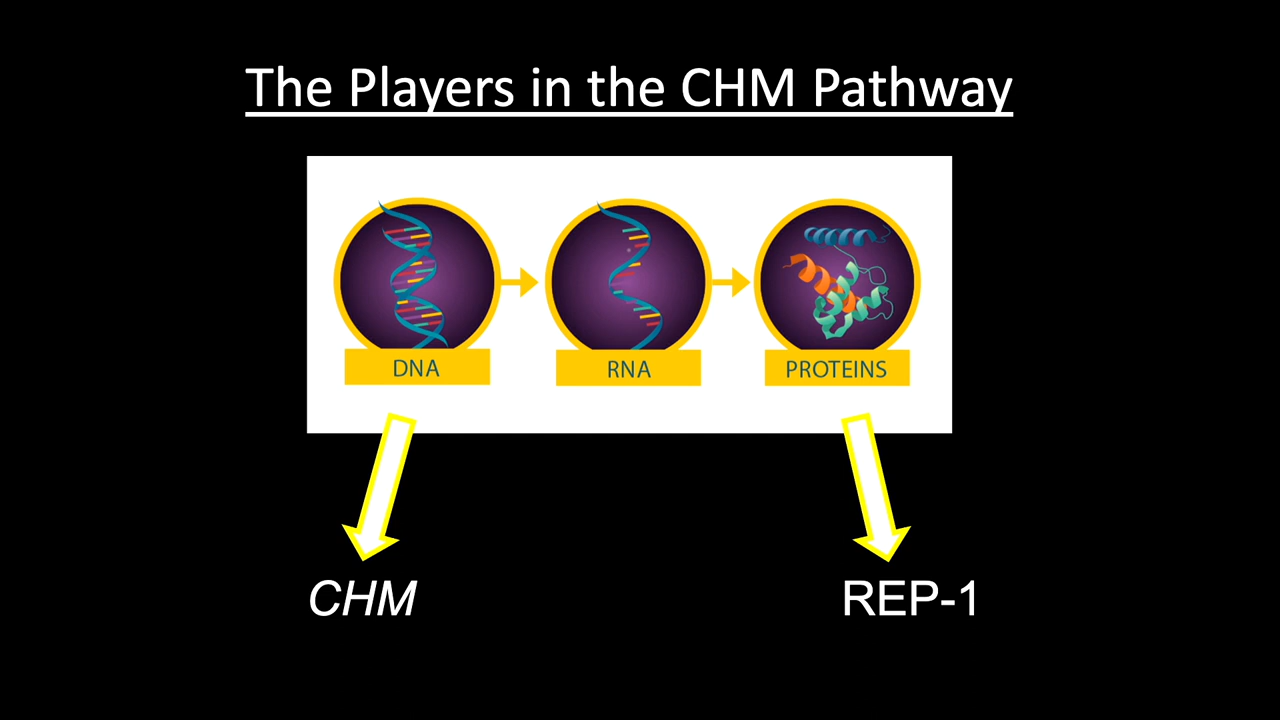 The Players in the CHM Pathway
DNA
RNA
PROTEINS
CHM
REP-1